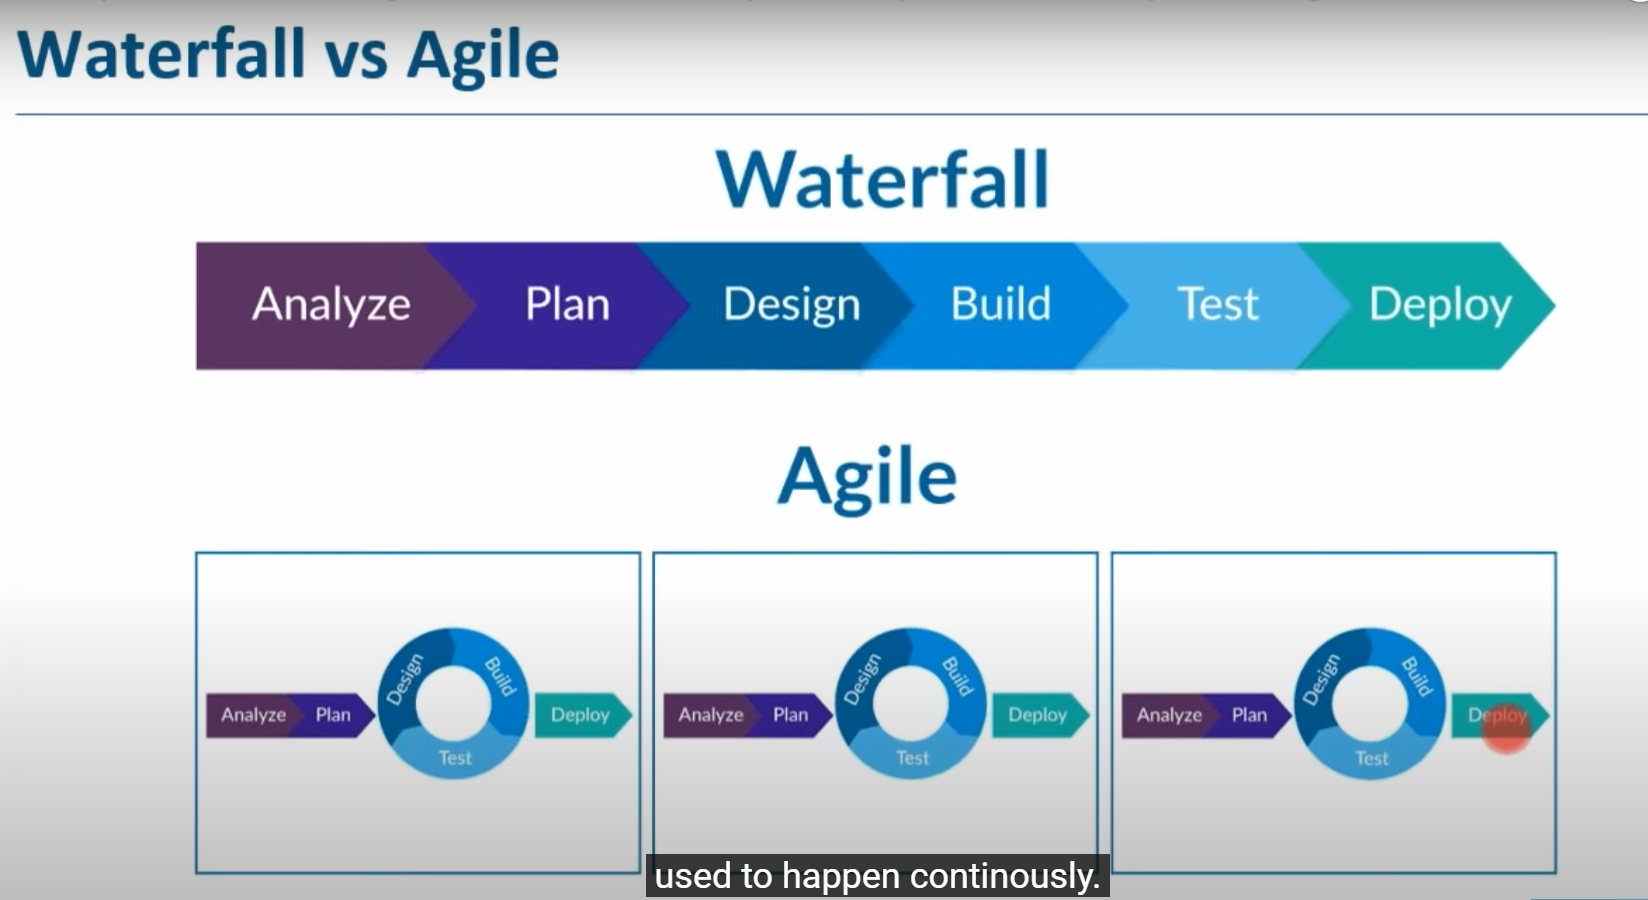 Waterfall vs Agile
Waterfall
Analyze Plan Design Build Test Deploy
Agile
Analyze Plan Design Build Test Deploy
Analyze Plan Design Build Test Deploy
Analyze Plan Design Build Test Deploy
used to happen continously.